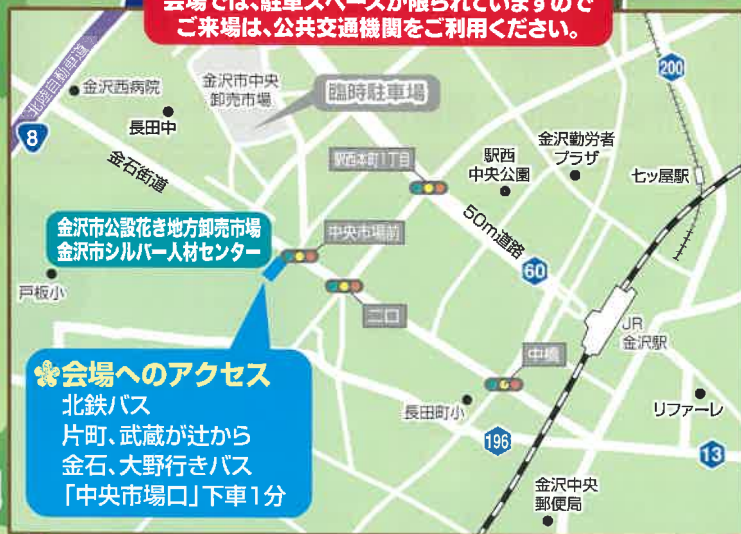 会場では、駐車スペースが限られていますので
ご来場は、公共交通機関をご利用ください。
北陸自動車道
8
金沢西病院
長田中
金沢市中央
卸売市場
臨時駐車場
200
金石街道
駅西本町1丁目
駅西
中央公園
金沢勤労者
プラザ
七ッ屋駅
金沢市公設花き地方卸売市場
金沢市シルバー人材センター
中央市場前
50m道路
60
戸板小
二口
JR
金沢駅
中橋
会場へのアクセス
北鉄バス
片町、武蔵が辻から
金石、大野行きバス
「中央市場口」下車1分
長田町小
196
リファーレ
13
金沢中央
郵便局